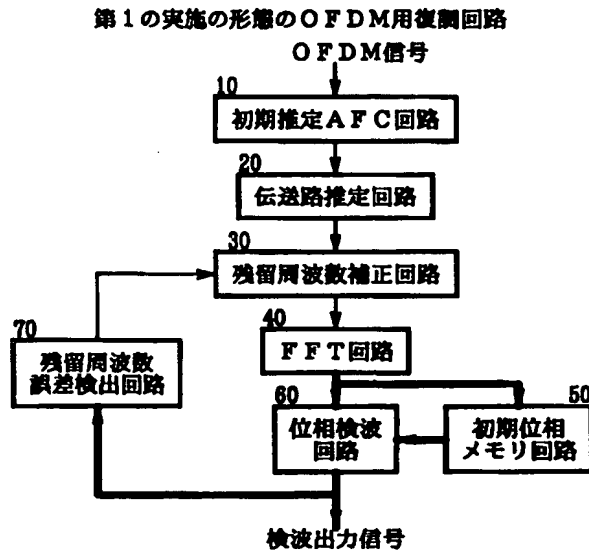 第１の実施の形態のＯＦＤＭ用復調回路
ＯＦＤＭ信号
10
初期推定ＡＦＣ回路
20
伝送路推定回路
30
残留周波数補正回路
40
ＦＦＴ回路
70
残留周波数
誤差検出回路
60
位相検波
回路
50
初期位相
メモリ回路
検波出力信号